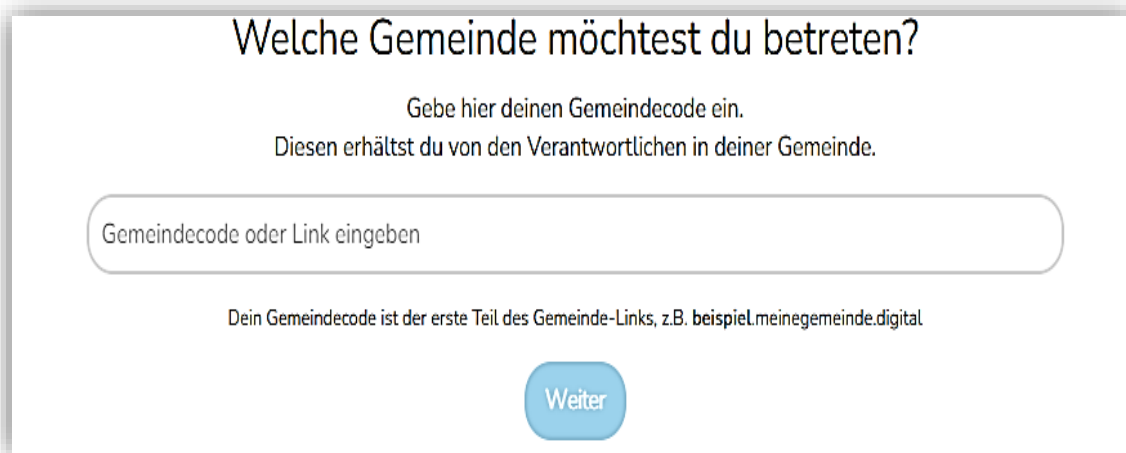 Welche Gemeinde möchtest du betreten?
Gebe hier deinen Gemeindecode ein.
Diesen erhältst du von den Verantwortlichen in deiner Gemeinde.
Gemeindecode oder Link eingeben
Dein Gemeindecode ist der erste Teil des Gemeinde-Links, z.B. beispiel.meinegemeinde.digital
Weiter